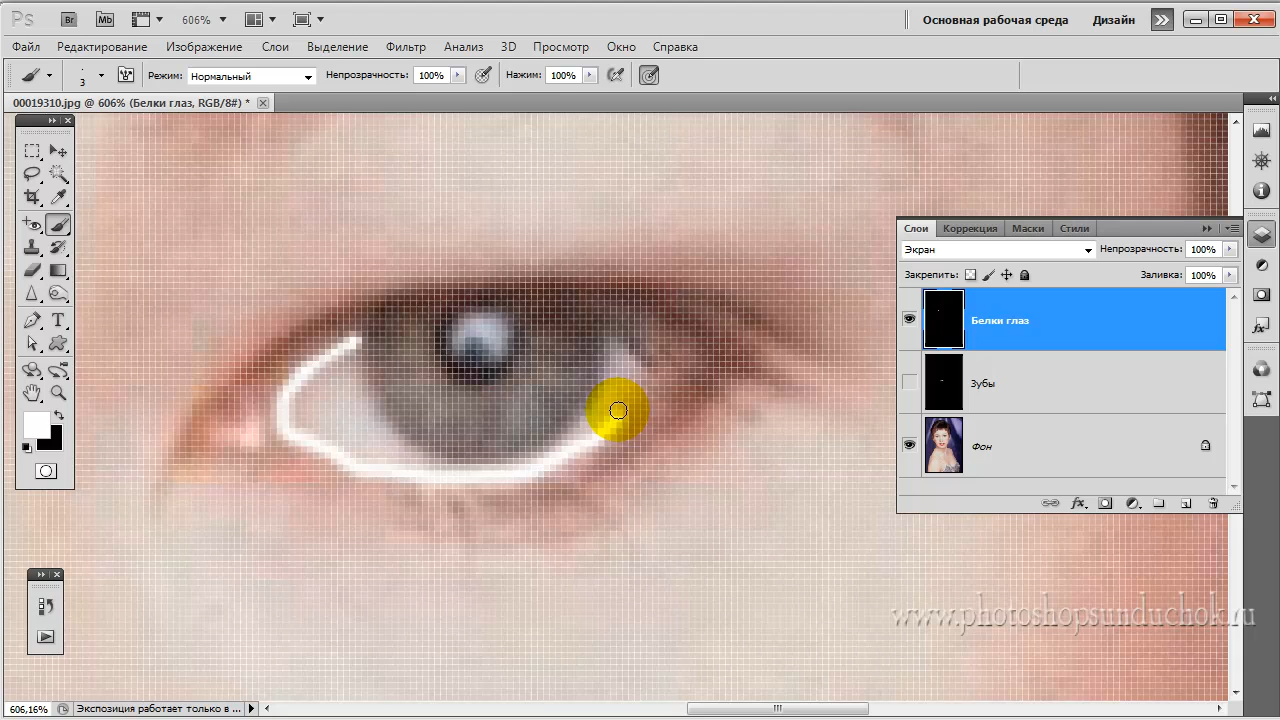 Ps Br Mb 606% Основная рабочая среда Дизайн
Файл Редактирование Изображение Слои Выделение Фильтр Анализ 3D Просмотр Окно Справка
3 Режим: Нормальный Непрозрачность: 100% Нажим: 100%
00019310.jpg @ 606% (Белки глаз, RGB/8#) *
Слои Коррекция Маски Стили
Экран Непрозрачность: 100%
Закрепить: Заливка: 100%
Белки глаз
Зубы
Фон
www.photoshopsunduchok.ru
606,16% Экспозиция работает только в ...